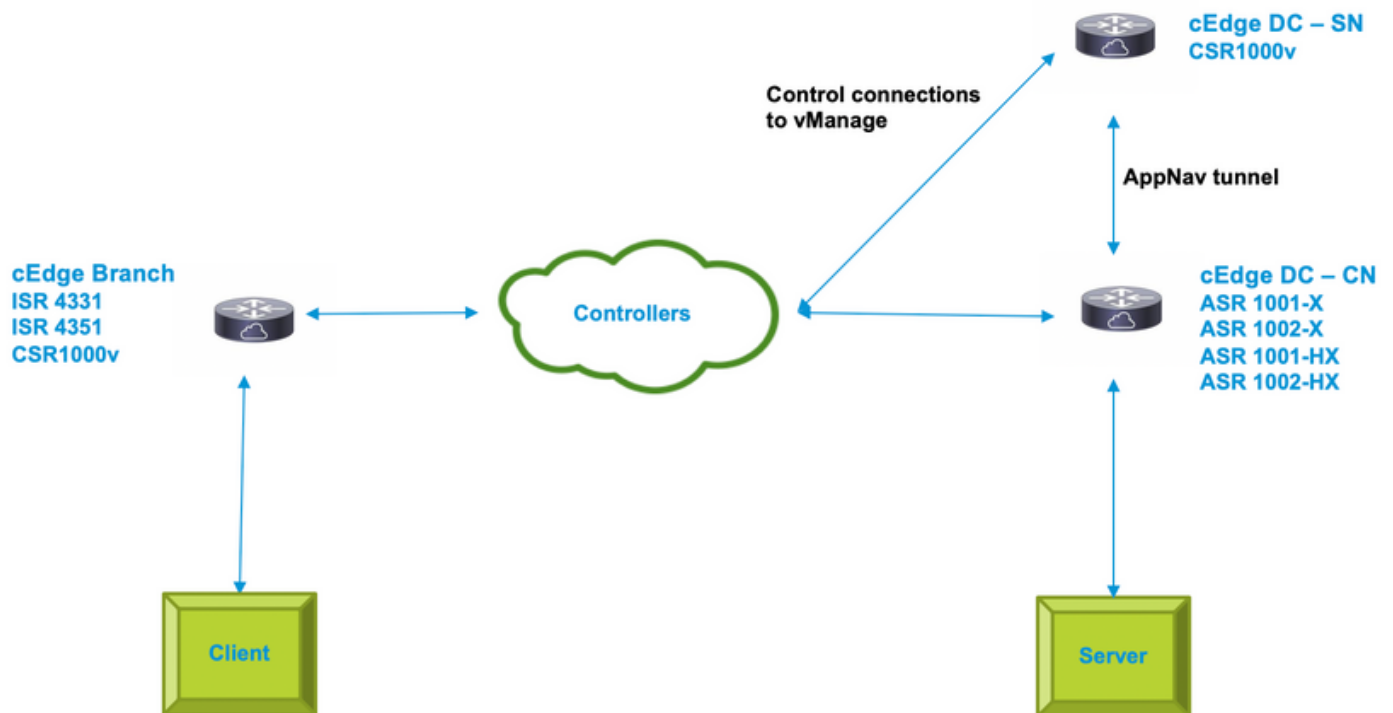 cEdge DC – SN
CSR1000v
Control connections
to vManage
AppNav tunnel
cEdge Branch
ISR 4331
ISR 4351
CSR1000v
Controllers
cEdge DC – CN
ASR 1001-X
ASR 1002-X
ASR 1001-HX
ASR 1002-HX
Client
Server